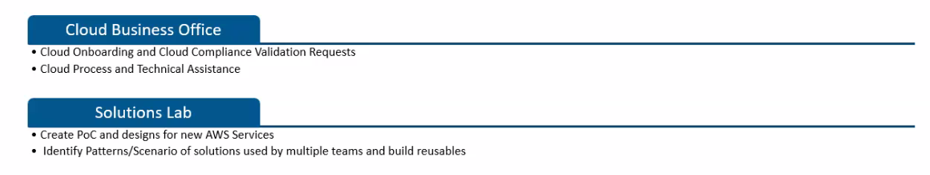 Cloud Business Office
• Cloud Onboarding and Cloud Compliance Validation Requests
• Cloud Process and Technical Assistance
Solutions Lab
• Create PoC and designs for new AWS Services
• Identify Patterns/Scenario of solutions used by multiple teams and build reusables